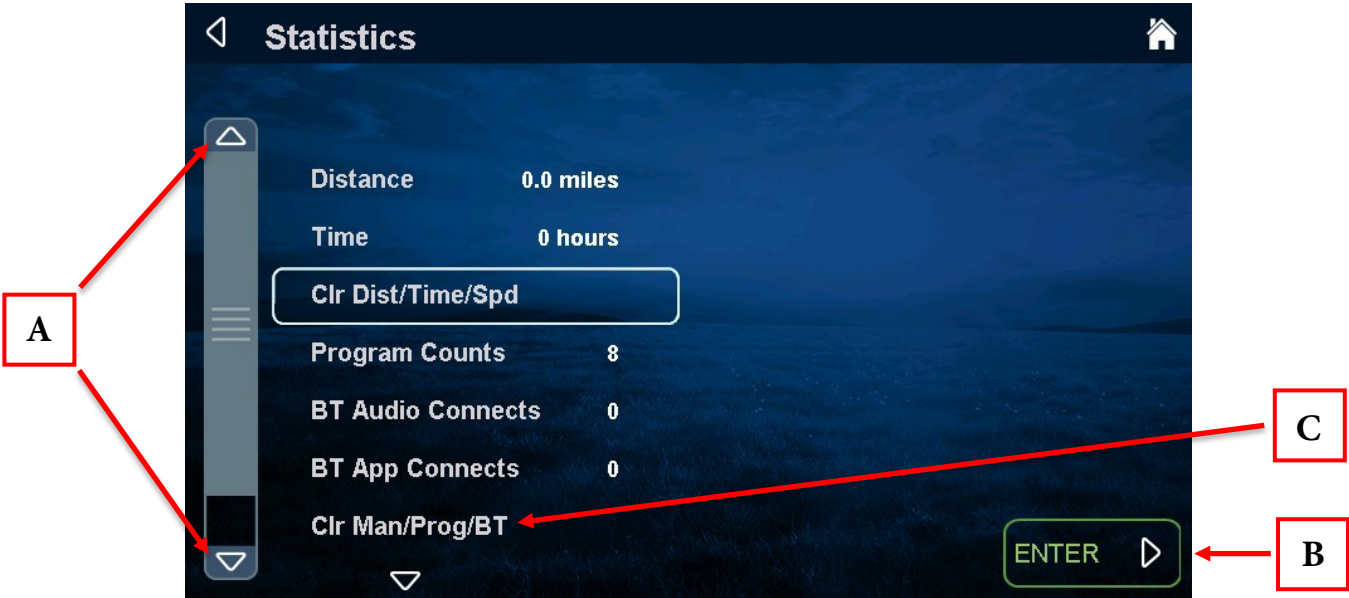 Statistics
Distance 0.0 miles
Time 0 hours
Clr Dist/Time/Spd
A
Program Counts 8
BT Audio Connects 0
C
BT App Connects 0
Clr Man/Prog/BT
ENTER
B